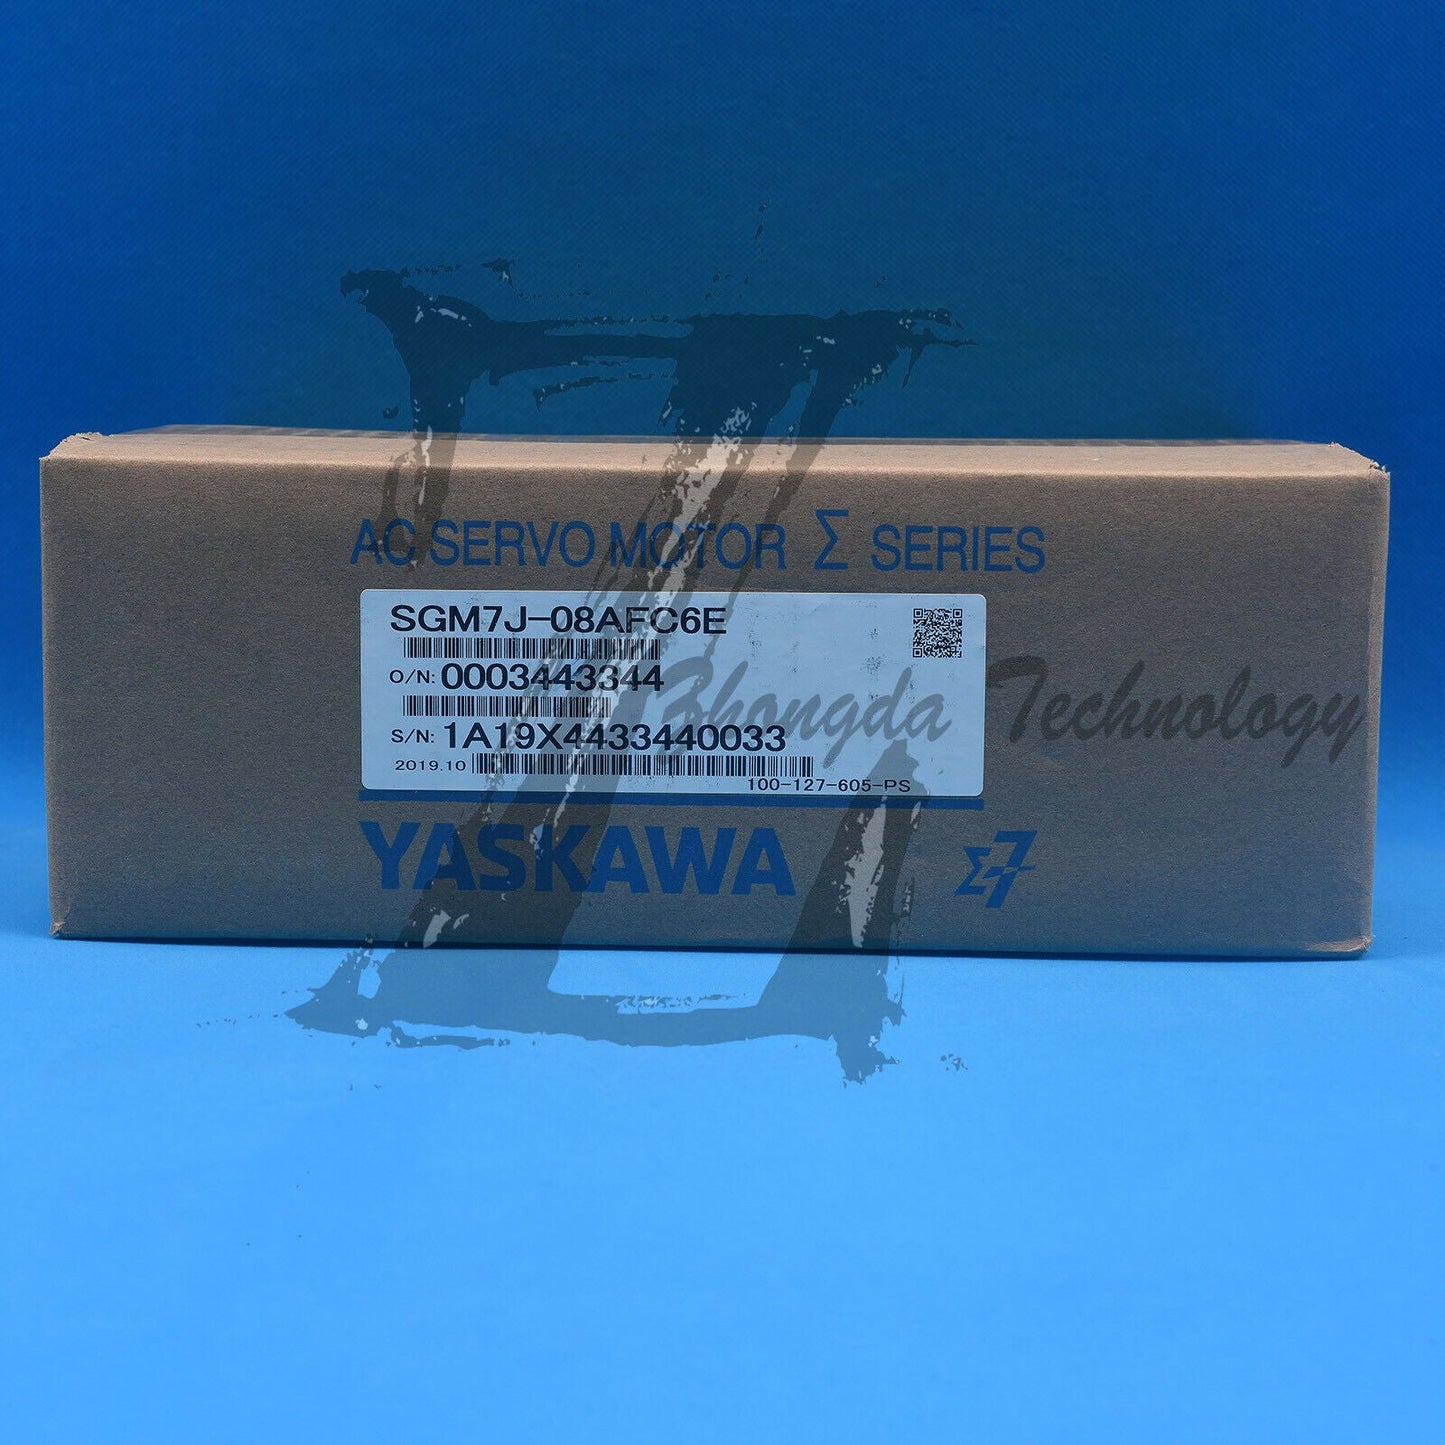 AC SERVO MOTOR Σ SERIES
SGM7J-08AFC6E
O/N: 0003443344
S/N: 1A19X4433440033
2019.10
100-127-605-PS
YASKAWA Σ7
Zhongda Technology